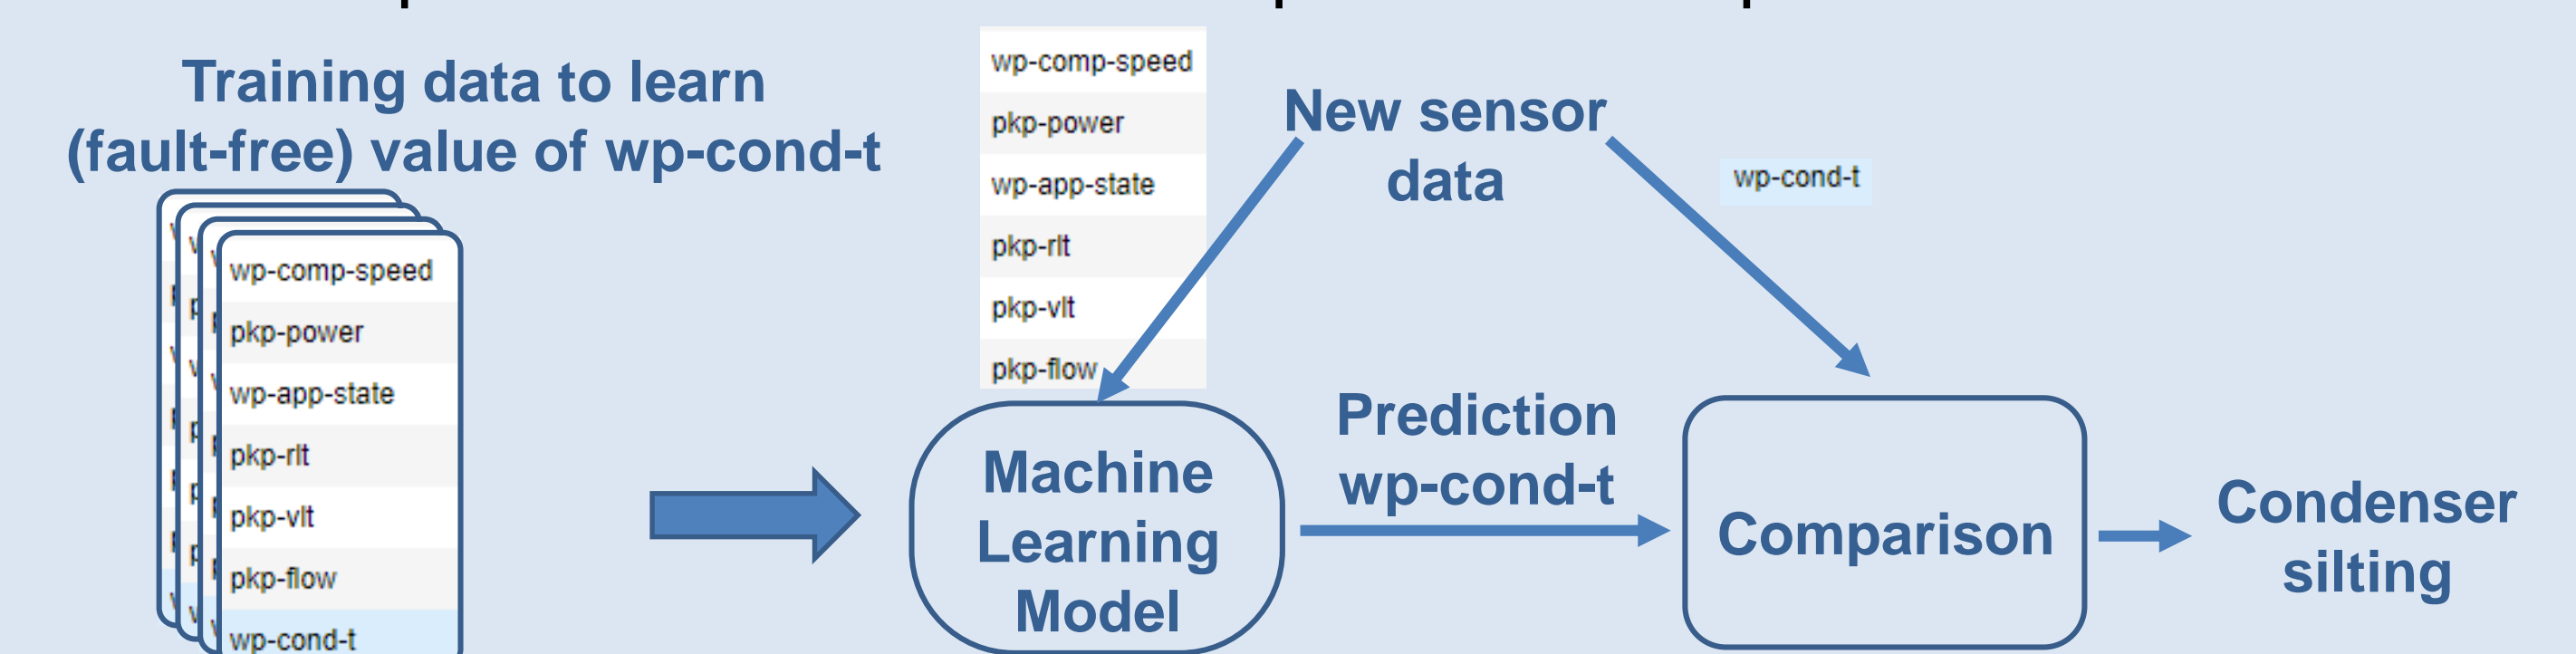 Training data to learn
(fault-free) value of wp-cond-t
wp-comp-speed
pkp-power
wp-app-state
pkp-rlt
pkp-vlt
pkp-flow
wp-cond-t
wp-comp-speed
pkp-power
wp-app-state
pkp-rlt
pkp-vlt
pkp-flow
New sensor
data
wp-cond-t
Machine
Learning
Model
Prediction
wp-cond-t
Comparison
Condenser
silting